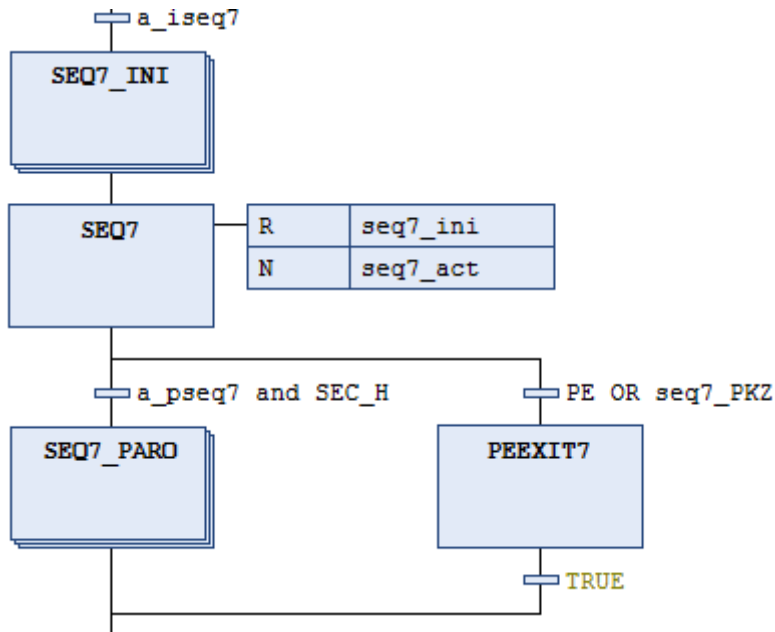 a_iseq7
SEQ7_INI
SEQ7
R seq7_ini
N seq7_act
a_pseq7 and SEC_H
PE OR seq7_PKZ
SEQ7_PARO
PEEXIT7
TRUE